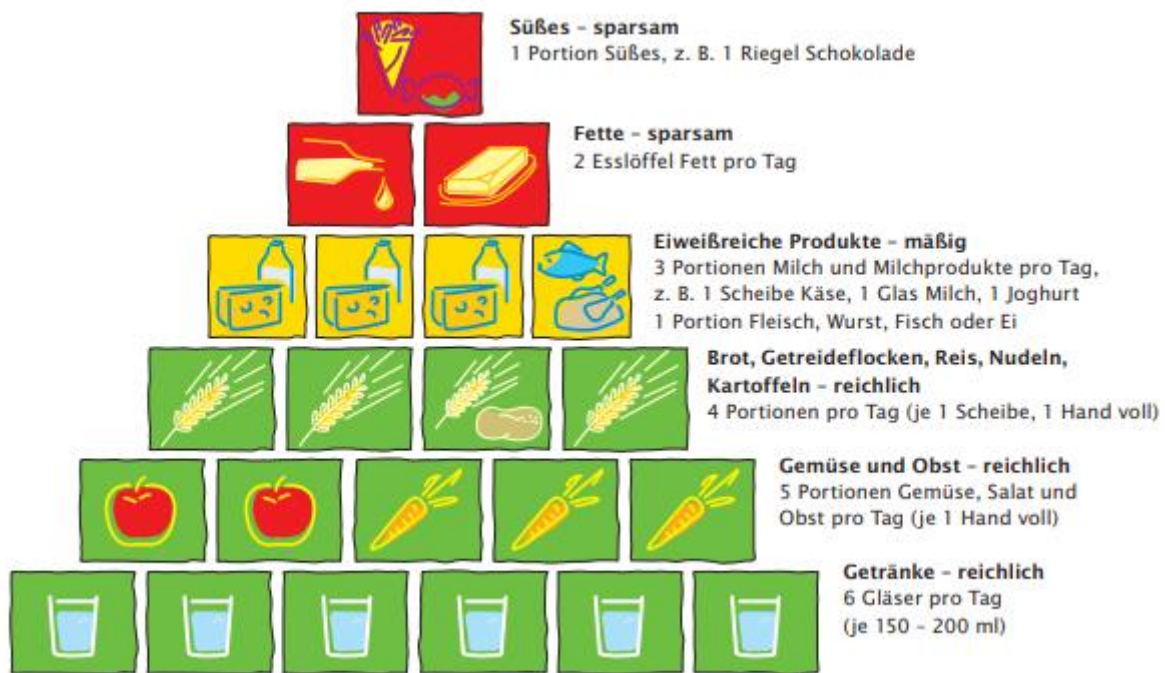 Süßes – sparsam
1 Portion Süßes, z. B. 1 Riegel Schokolade
Fette – sparsam
2 Esslöffel Fett pro Tag
Eiweißreiche Produkte – mäßig
3 Portionen Milch und Milchprodukte pro Tag,
z. B. 1 Scheibe Käse, 1 Glas Milch, 1 Joghurt
1 Portion Fleisch, Wurst, Fisch oder Ei
Brot, Getreideflocken, Reis, Nudeln,
Kartoffeln – reichlich
4 Portionen pro Tag (je 1 Scheibe, 1 Hand voll)
Gemüse und Obst – reichlich
5 Portionen Gemüse, Salat und
Obst pro Tag (je 1 Hand voll)
Getränke – reichlich
6 Gläser pro Tag
(je 150 – 200 ml)